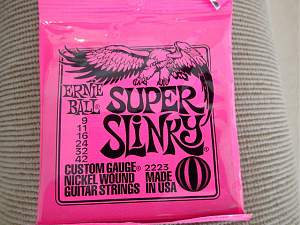 ERNIE BALL
SUPER
SLINKY
9
11
16
24
32
42
CUSTOM GAUGE® 2223
NICKEL WOUND
GUITAR STRINGS
MADE
IN USA